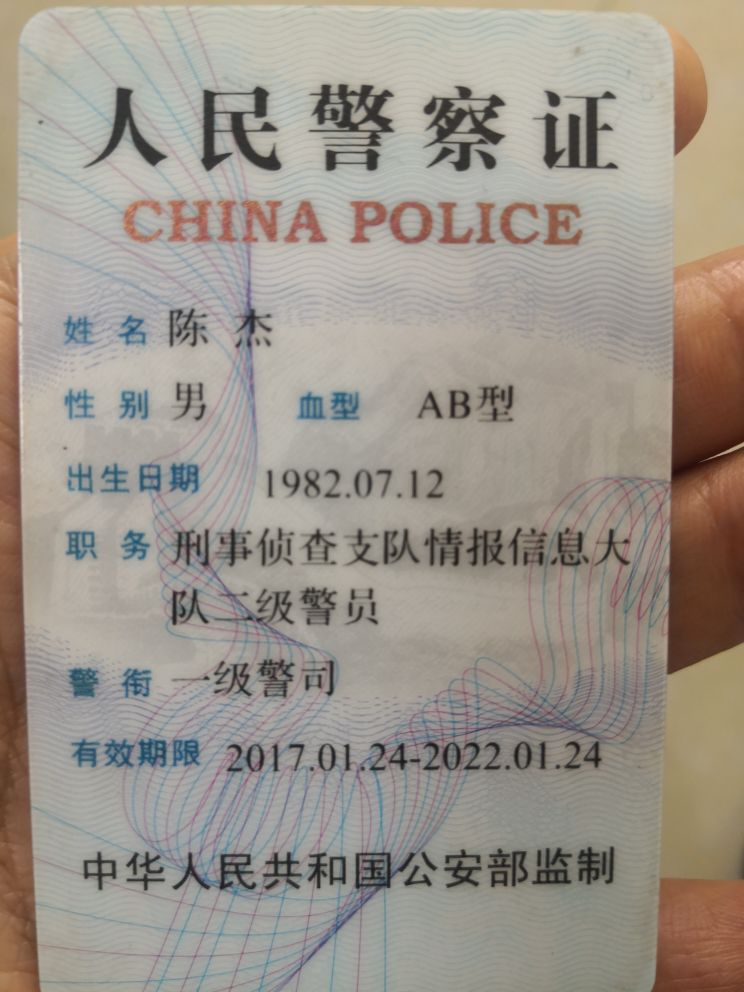 人民警察证
CHINA POLICE
姓名 陈杰
性别 男 血型 AB型
出生日期 1982.07.12
职务 刑事侦查支队情报信息大
队二级警员
警衔 一级警司
有效期限 2017.01.24-2022.01.24
中华人民共和国公安部监制